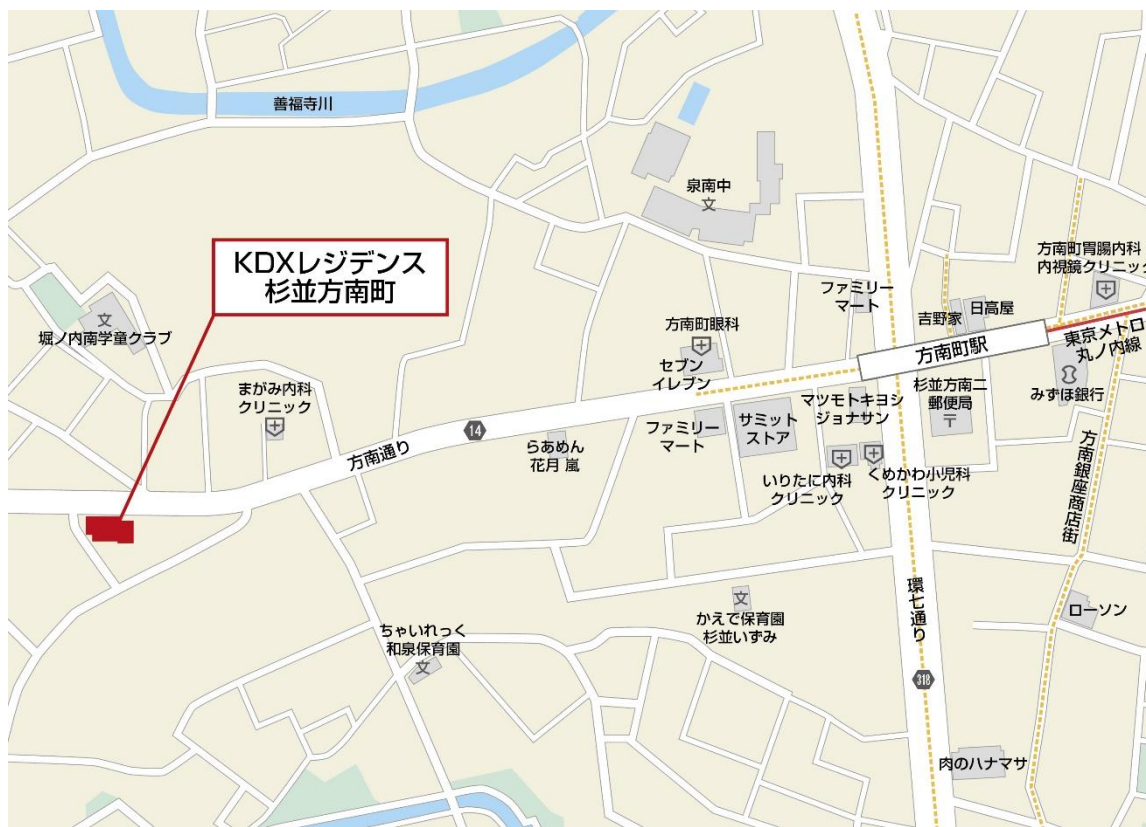 善福寺川
泉南中
文
KDXレジデンス
杉並方南町
文
堀ノ内南学童クラブ
まがみ内科
クリニック
方南通り
14
らあめん
花月 嵐
方南町眼科
セブン
イレブン
ファミリー
マート
サミット
ストア
ファミリー
マート
マツモトキヨシ
ジョナサン
いりたに内科
クリニック
くめかわ小児科
クリニック
吉野家
日高屋
方南町駅
方南町胃腸内科
内視鏡クリニック
東京メトロ
丸ノ内線
杉並方南二
郵便局
〒
みずほ銀行
方南銀座商店街
環七通り
318
ローソン
文
かえで保育園
杉並いずみ
ちゃいれっく
和泉保育園
文
肉のハナマサ